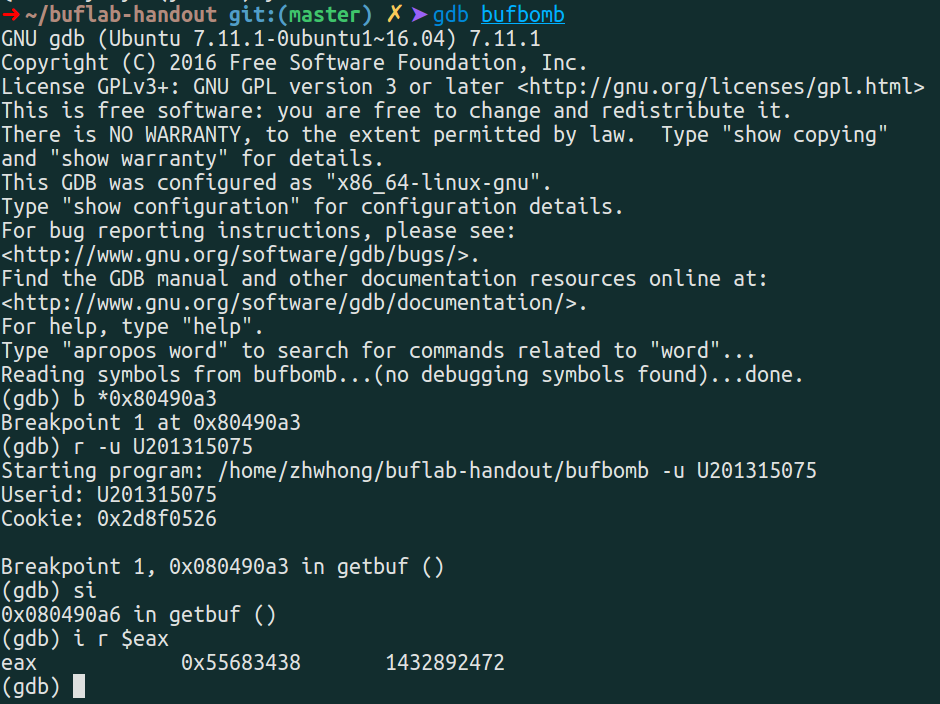 ➜ ~/buflab-handout git:(master) ✗ ➤ gdb bufbomb
GNU gdb (Ubuntu 7.11.1-0ubuntu1~16.04) 7.11.1
Copyright (C) 2016 Free Software Foundation, Inc.
License GPLv3+: GNU GPL version 3 or later <http://gnu.org/licenses/gpl.html>
This is free software: you are free to change and redistribute it.
There is NO WARRANTY, to the extent permitted by law.  Type "show copying"
and "show warranty" for details.
This GDB was configured as "x86_64-linux-gnu".
Type "show configuration" for configuration details.
For bug reporting instructions, please see:
<http://www.gnu.org/software/gdb/bugs/>.
Find the GDB manual and other documentation resources online at:
<http://www.gnu.org/software/gdb/documentation/>.
For help, type "help".
Type "apropos word" to search for commands related to "word"...
Reading symbols from bufbomb...(no debugging symbols found)...done.
(gdb) b *0x80490a3
Breakpoint 1 at 0x80490a3
(gdb) r -u U201315075
Starting program: /home/zhwhong/buflab-handout/bufbomb -u U201315075
Userid: U201315075
Cookie: 0x2d8f0526

Breakpoint 1, 0x080490a3 in getbuf ()
(gdb) si
0x080490a6 in getbuf ()
(gdb) i r $eax
eax            0x55683438       1432892472
(gdb)